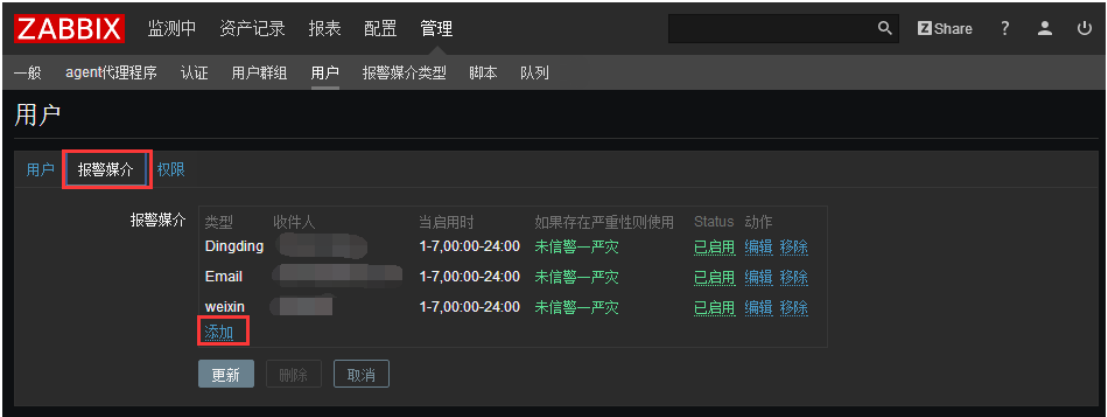 ZABBIX 监测中 资产记录 报表 配置 管理 Z Share ?
一般 agent代理程序 认证 用户群组 用户 报警媒介类型 脚本 队列
用户
用户 报警媒介 权限
报警媒介 类型 收件人 当启用时 如果存在严重性则使用 Status 动作
Dingding 1-7,00:00-24:00 未信警—严灾 已启用 编辑 移除
Email 1-7,00:00-24:00 未信警—严灾 已启用 编辑 移除
weixin 1-7,00:00-24:00 未信警—严灾 已启用 编辑 移除
添加
更新 删除 取消